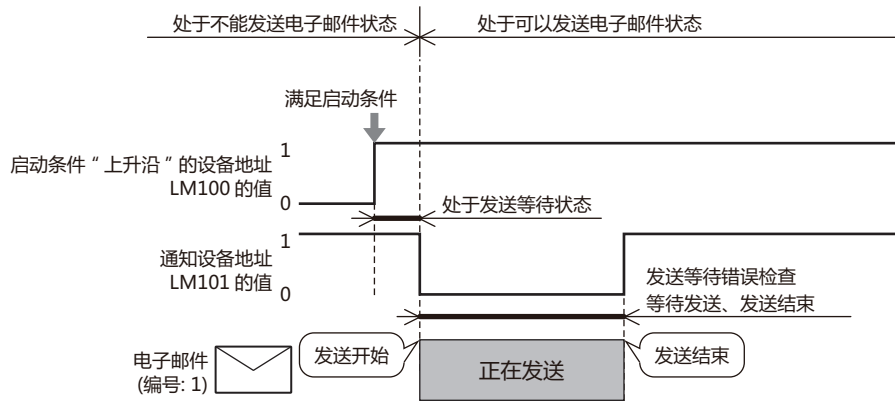 处于不能发送电子邮件状态
处于可以发送电子邮件状态
满足启动条件
1
启动条件“上升沿”的设备地址
LM100 的值
0
处于发送等待状态
1
通知设备地址
LM101 的值
0
发送等待错误检查
等待发送、发送结束
电子邮件
(编号: 1)
发送开始
正在发送
发送结束